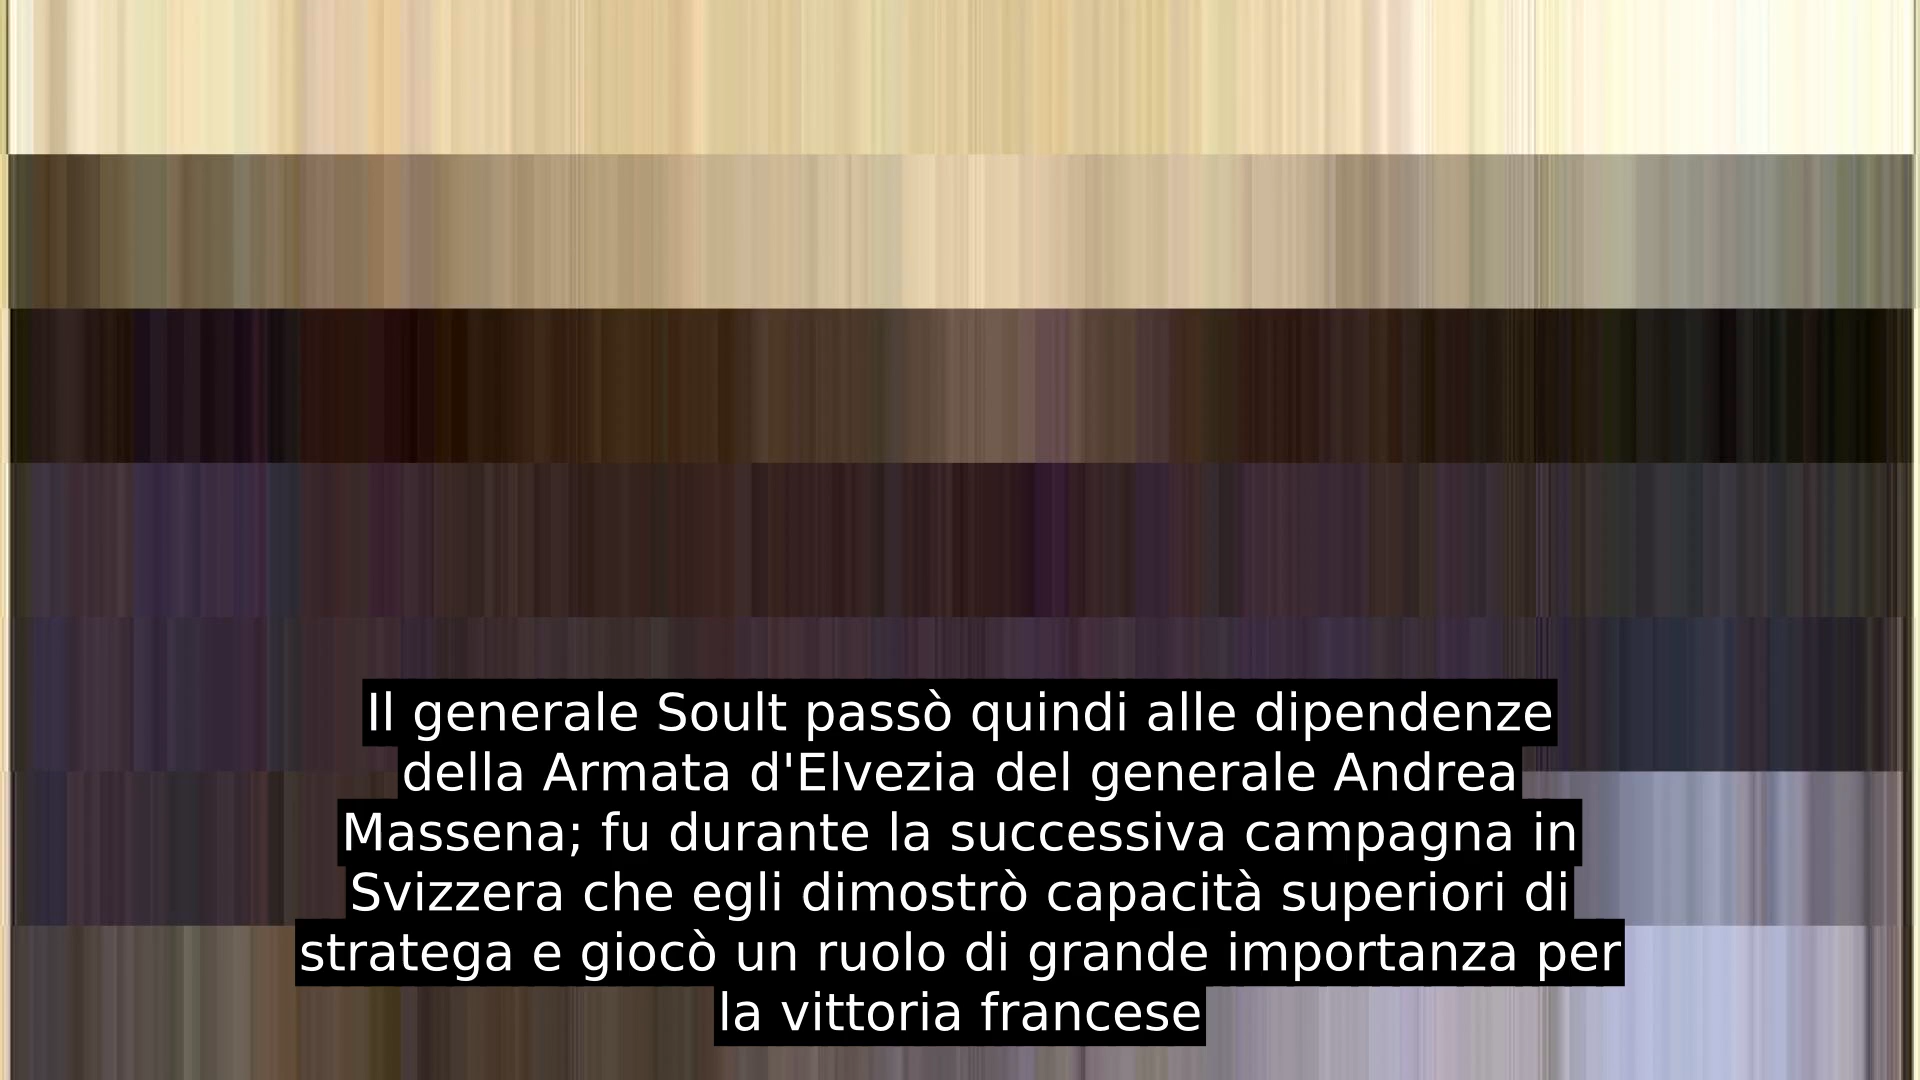 Il generale Soult passò quindi alle dipendenze
della Armata d'Elvezia del generale Andrea
Massena; fu durante la successiva campagna in
Svizzera che egli dimostrò capacità superiori di
stratega e giocò un ruolo di grande importanza per
la vittoria francese